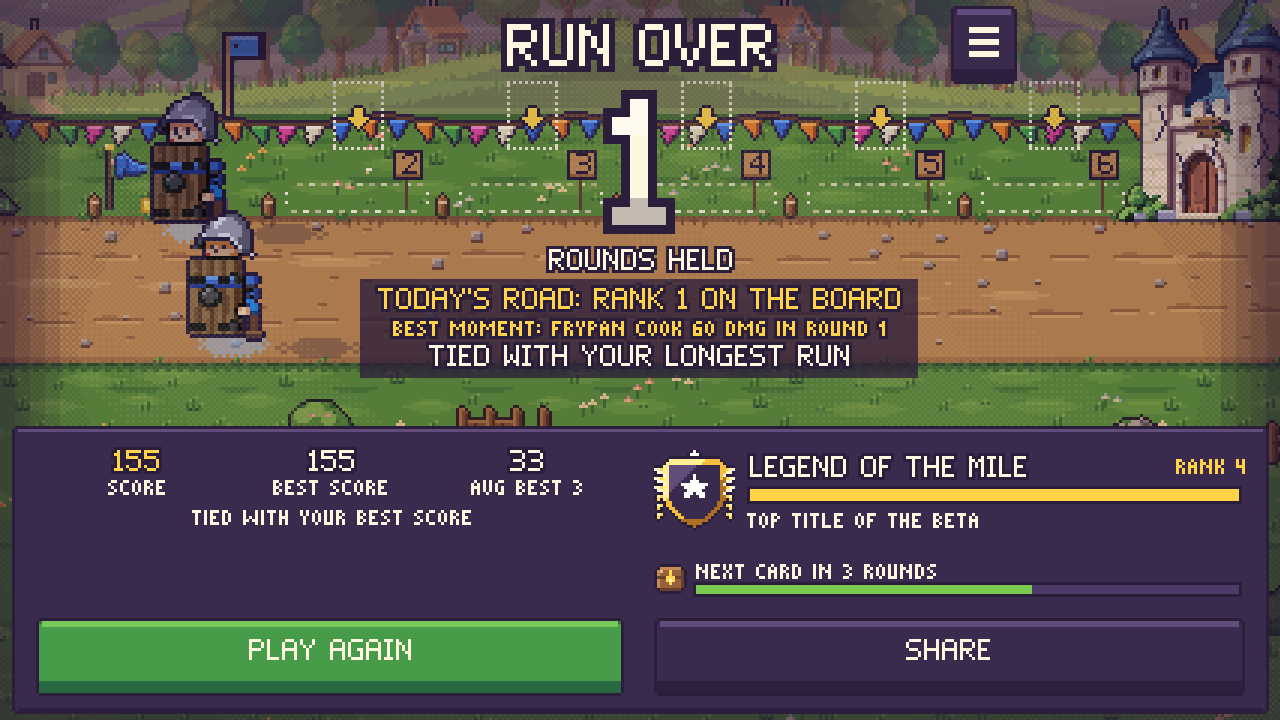 RUN OVER
1
2
3
4
5
6
ROUNDS HELD
TODAY'S ROAD: RANK 1 ON THE BOARD
BEST MOMENT: FRYPAN COOK 60 DMG IN ROUND 1
TIED WITH YOUR LONGEST RUN
155
SCORE
155
BEST SCORE
33
AVG BEST 3
TIED WITH YOUR BEST SCORE
LEGEND OF THE MILE
RANK 4
TOP TITLE OF THE BETA
NEXT CARD IN 3 ROUNDS
PLAY AGAIN
SHARE